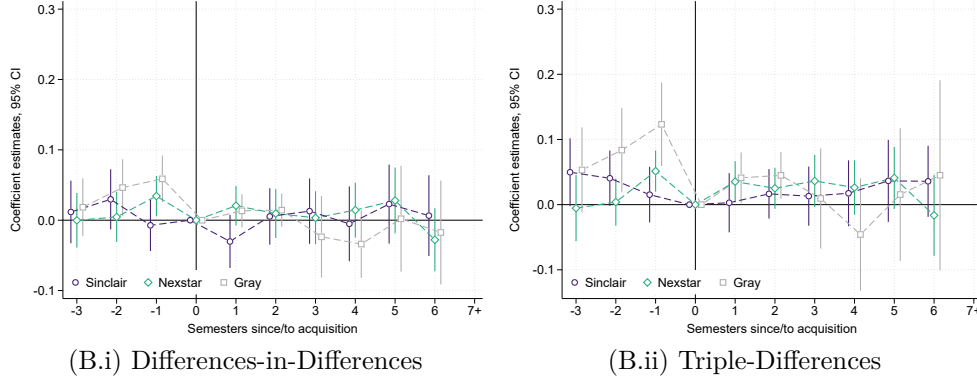 0.3
0.2
0.1
0.0
-0.1
Coefficient estimates, 95% CI
Sinclair Nexstar Gray
-3 -2 -1 0 1 2 3 4 5 6 7+
Semesters since/to acquisition
(B.i) Differences-in-Differences
0.3
0.2
0.1
0.0
-0.1
Coefficient estimates, 95% CI
Sinclair Nexstar Gray
-3 -2 -1 0 1 2 3 4 5 6 7+
Semesters since/to acquisition
(B.ii) Triple-Differences